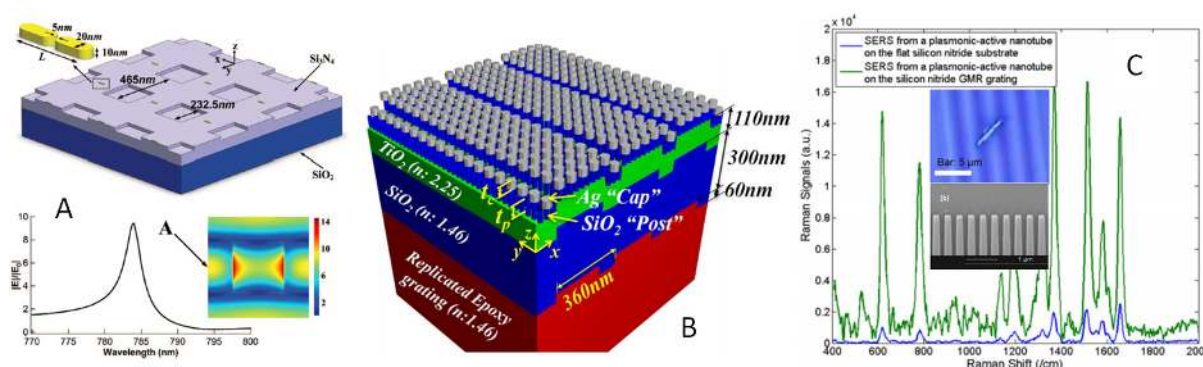 5nm
20nm
10nm
L
z
x
y
Si3N4
465nm
232.5nm
SiO2
A
A
|E|/|E0|
10
8
6
4
2
0
770 775 780 785 790 795 800
Wavelength (nm)
14
10
6
2
110nm
300nm
60nm
TiO2 (n: 2.25)
SiO2 (n: 1.46)
Replicated Epoxy
grating (n:1.46)
tc
tp
Ag “Cap”
SiO2 “Post”
z
y
x
360nm
B
x 10^4
2
1.8
1.6
1.4
1.2
1
0.8
0.6
0.4
0.2
0
Raman Signals (a.u.)
SERS from a plasmonic-active nanotube
on the flat silicon nitride substrate
SERS from a plasmonic-active nanotube
on the silicon nitride GMR grating
C
Bar: 5 μm
(b)
1 μm
400 600 800 1000 1200 1400 1600 1800 2000
Raman Shift (/cm)